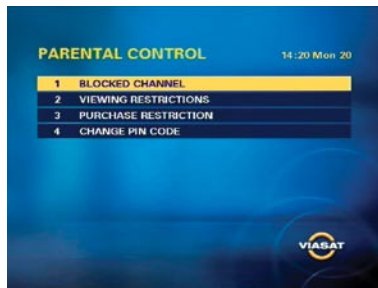 PARENTAL CONTROL 14:20 Mon 20
1 BLOCKED CHANNEL
2 VIEWING RESTRICTIONS
3 PURCHASE RESTRICTION
4 CHANGE PIN CODE
VIASAT